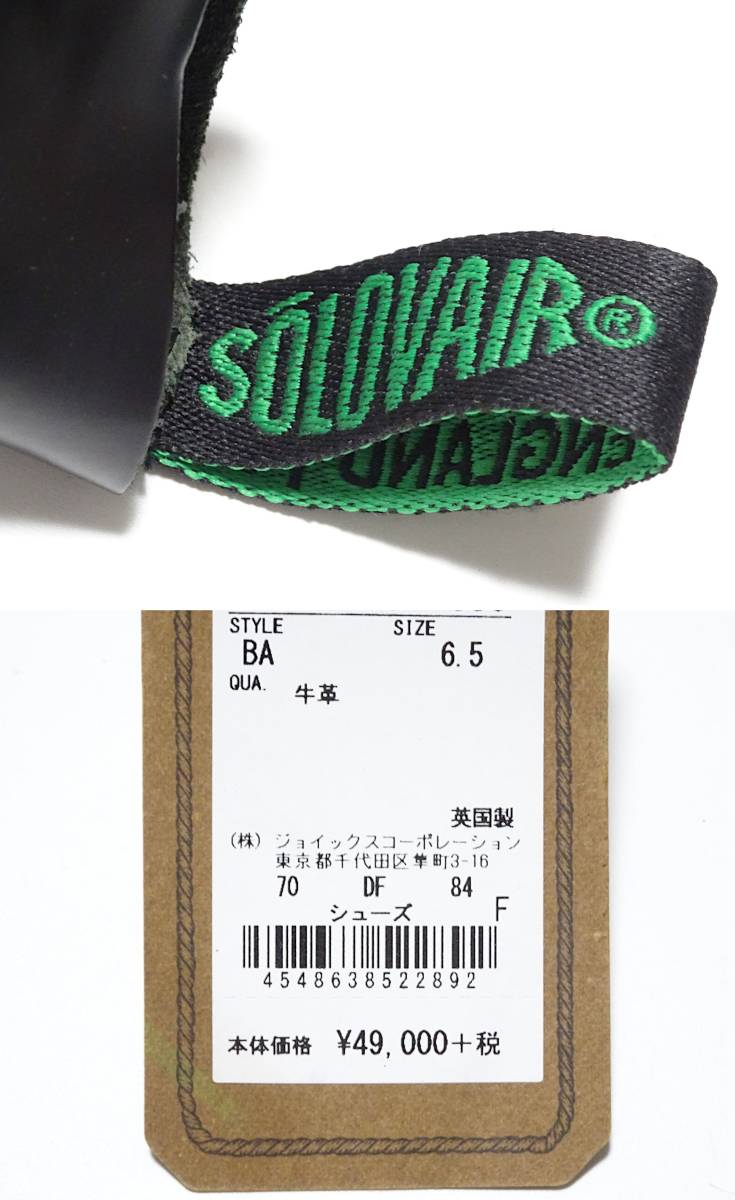 SÓLOVAIR®
ENGLAND
STYLE SIZE
BA 6.5
QUA. 牛革
英国製
(株) ジョイックスコーポレーション
東京都千代田区隼町3-16
70 DF 84
シューズ F
4548638522892
本体価格 ¥49,000+税